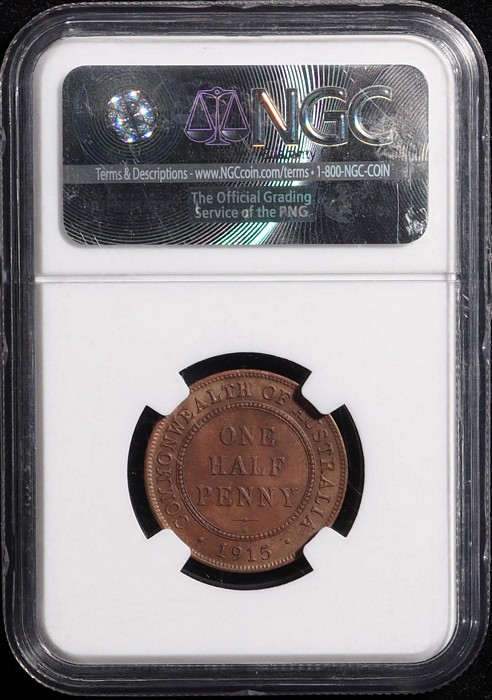 NGC
Terms & Descriptions - www.NGCcoin.com/terms • 1-800-NGC-COIN
The Official Grading
Service of the PNG
COMMONWEALTH OF AUSTRALIA
ONE
HALF
PENNY
1915